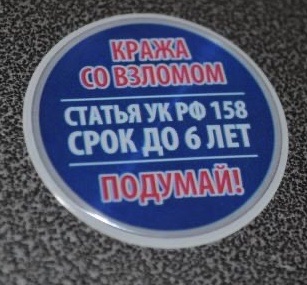 КРАЖА
СО ВЗЛОМОМ
СТАТЬЯ УК РФ 158
СРОК ДО 6 ЛЕТ
ПОДУМАЙ!